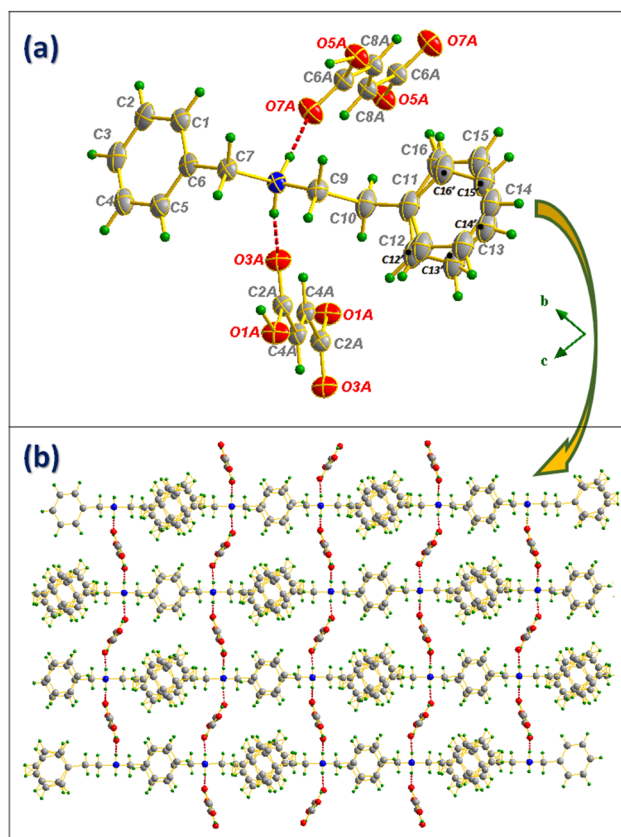 (a)
O5A
C8A
O7A
C6A
C6A
O7A
O5A
C8A
C2
C1
C3
C7
C16
C15
C6
C9
C11
C15'
C14
C4
C5
C10
C16'
C14'
C12
C13
O3A
C12'
C13'
C2A
C4A
O1A
b
O1A
C4A
C2A
c
O3A
(b)